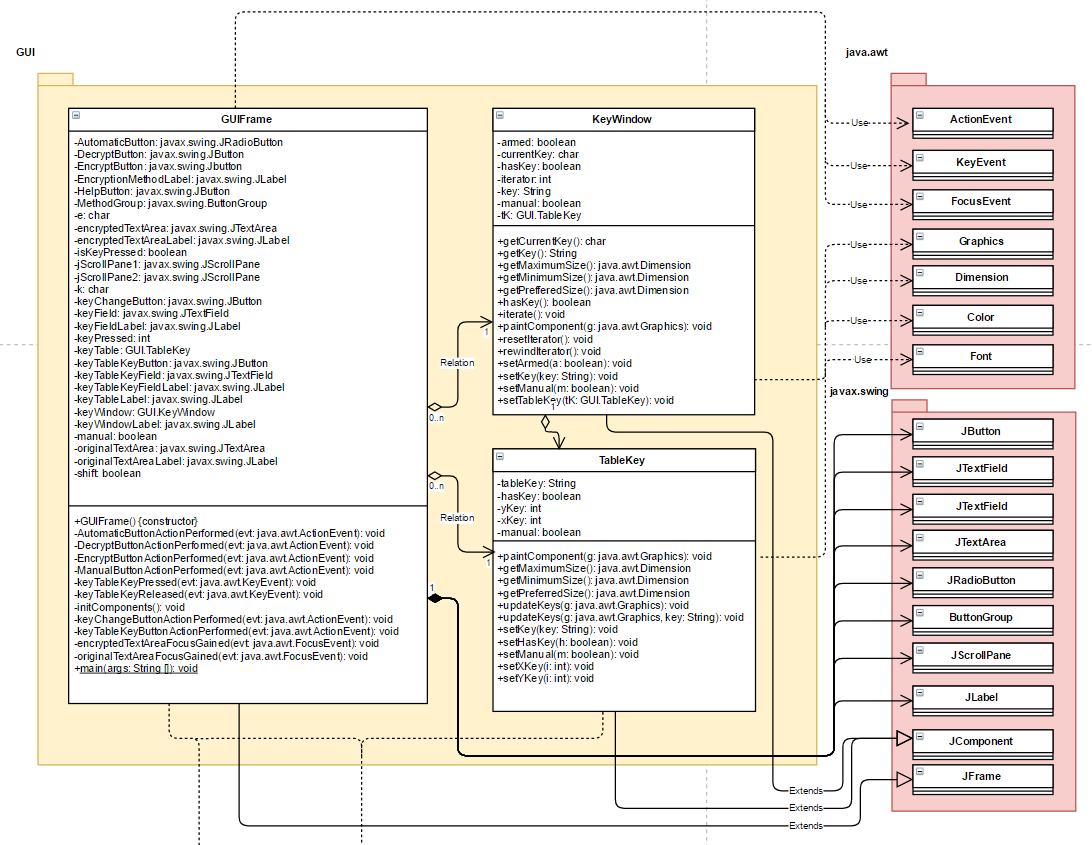 GUI
GUIFrame
-AutomaticButton: javax.swing.JRadioButton
-DecryptButton: javax.swing.JButton
-EncryptButton: javax.swing.Jbutton
-EncryptionMethodLabel: javax.swing.JLabel
-HelpButton: javax.swing.JButton
-MethodGroup: javax.swing.ButtonGroup
-e: char
-encryptedTextArea: javax.swing.JTextArea
-encryptedTextAreaLabel: javax.swing.JLabel
-isKeyPressed: boolean
-jScrollPane1: javax.swing.JScrollPane
-jScrollPane2: javax.swing.JScrollPane
-k: char
-keyChangeButton: javax.swing.JButton
-keyField: javax.swing.JTextField
-keyFieldLabel: javax.swing.JLabel
-keyPressed: int
-keyTable: GUI.TableKey
-keyTableKeyButton: javax.swing.JButton
-keyTableKeyField: javax.swing.JTextField
-keyTableKeyFieldLabel: javax.swing.JLabel
-keyTableLabel: javax.swing.JLabel
-keyWindow: GUI.KeyWindow
-keyWindowLabel: javax.swing.JLabel
-manual: boolean
-originalTextArea: javax.swing.JTextArea
-originalTextAreaLabel: javax.swing.JLabel
-shift: boolean
+GUIFrame() {constructor}
-AutomaticButtonActionPerformed(evt: java.awt.ActionEvent): void
-DecryptButtonActionPerformed(evt: java.awt.ActionEvent): void
-EncryptButtonActionPerformed(evt: java.awt.ActionEvent): void
-ManualButtonActionPerformed(evt: java.awt.ActionEvent): void
-keyTableKeyPressed(evt: java.awt.KeyEvent): void
-keyTableKeyReleased(evt: java.awt.KeyEvent): void
-initComponents(): void
-keyChangeButtonActionPerformed(evt: java.awt.ActionEvent): void
-keyTableKeyButtonActionPerformed(evt: java.awt.ActionEvent): void
-encryptedTextAreaFocusGained(evt: java.awt.FocusEvent): void
-originalTextAreaFocusGained(evt: java.awt.FocusEvent): void
+main(args: String []): void
Relation
1
0..n
Relation
1
0..n
1
KeyWindow
-armed: boolean
-currentKey: char
-hasKey: boolean
-iterator: int
-key: String
-manual: boolean
-tK: GUI.TableKey
+getCurrentKey(): char
+getKey(): String
+getMaximumSize(): java.awt.Dimension
+getMinimumSize(): java.awt.Dimension
+getPrefferedSize(): java.awt.Dimension
+hasKey(): boolean
+iterate(): void
+paintComponent(g: java.awt.Graphics): void
+resetIterator(): void
+rewindIterator(): void
+setArmed(a: boolean): void
+setKey(key: String): void
+setManual(m: boolean): void
+setTableKey(tK: GUI.TableKey): void
1
TableKey
-tableKey: String
-hasKey: boolean
-yKey: int
-xKey: int
-manual: boolean
+paintComponent(g: java.awt.Graphics): void
+getMaximumSize(): java.awt.Dimension
+getMinimumSize(): java.awt.Dimension
+getPreferredSize(): java.awt.Dimension
+updateKeys(g: java.awt.Graphics): void
+updateKeys(g: java.awt.Graphics, key: String): void
+setKey(key: String): void
+setHasKey(h: boolean): void
+setManual(m: boolean): void
+setXKey(i: int): void
+setYKey(i: int): void
java.awt
Use
ActionEvent
Use
KeyEvent
Use
FocusEvent
Use
Graphics
Use
Dimension
Use
Color
Use
Font
javax.swing
JButton
JTextField
JTextField
JTextArea
JRadioButton
ButtonGroup
JScrollPane
JLabel
JComponent
JFrame
Extends
Extends
Extends